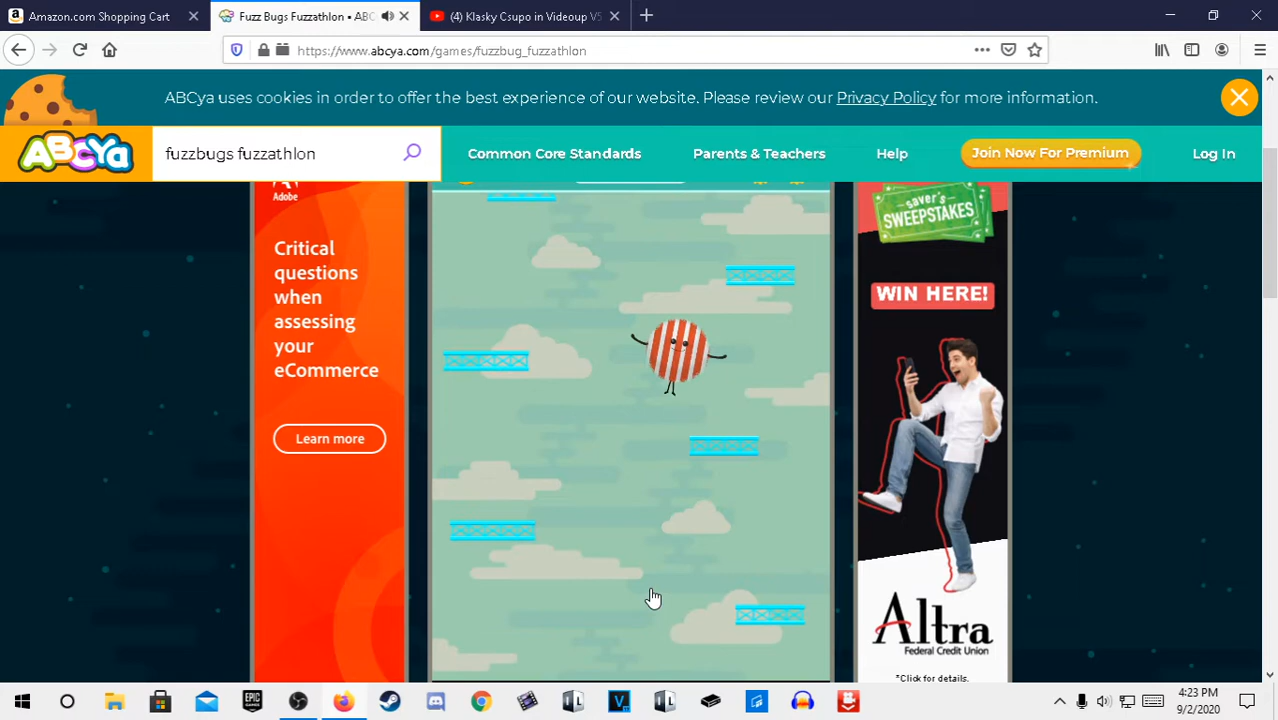 Amazon.com Shopping Cart
Fuzz Bugs Fuzzathlon • ABC
(4) Klasky Csupo in Videoup V5
https://www.abcya.com/games/fuzzbug_fuzzathlon
ABCya uses cookies in order to offer the best experience of our website. Please review our Privacy Policy for more information.
ABCYa
fuzzbugs fuzzathlon
Common Core Standards
Parents & Teachers
Help
Join Now For Premium
Log In
Adobe
Critical
questions
when
assessing
your
eCommerce
Learn more
saver's
SWEEPSTAKES
WIN HERE!
Altra
Federal Credit Union
*Click for details.
EPIC
GAMES
4:23 PM
9/2/2020